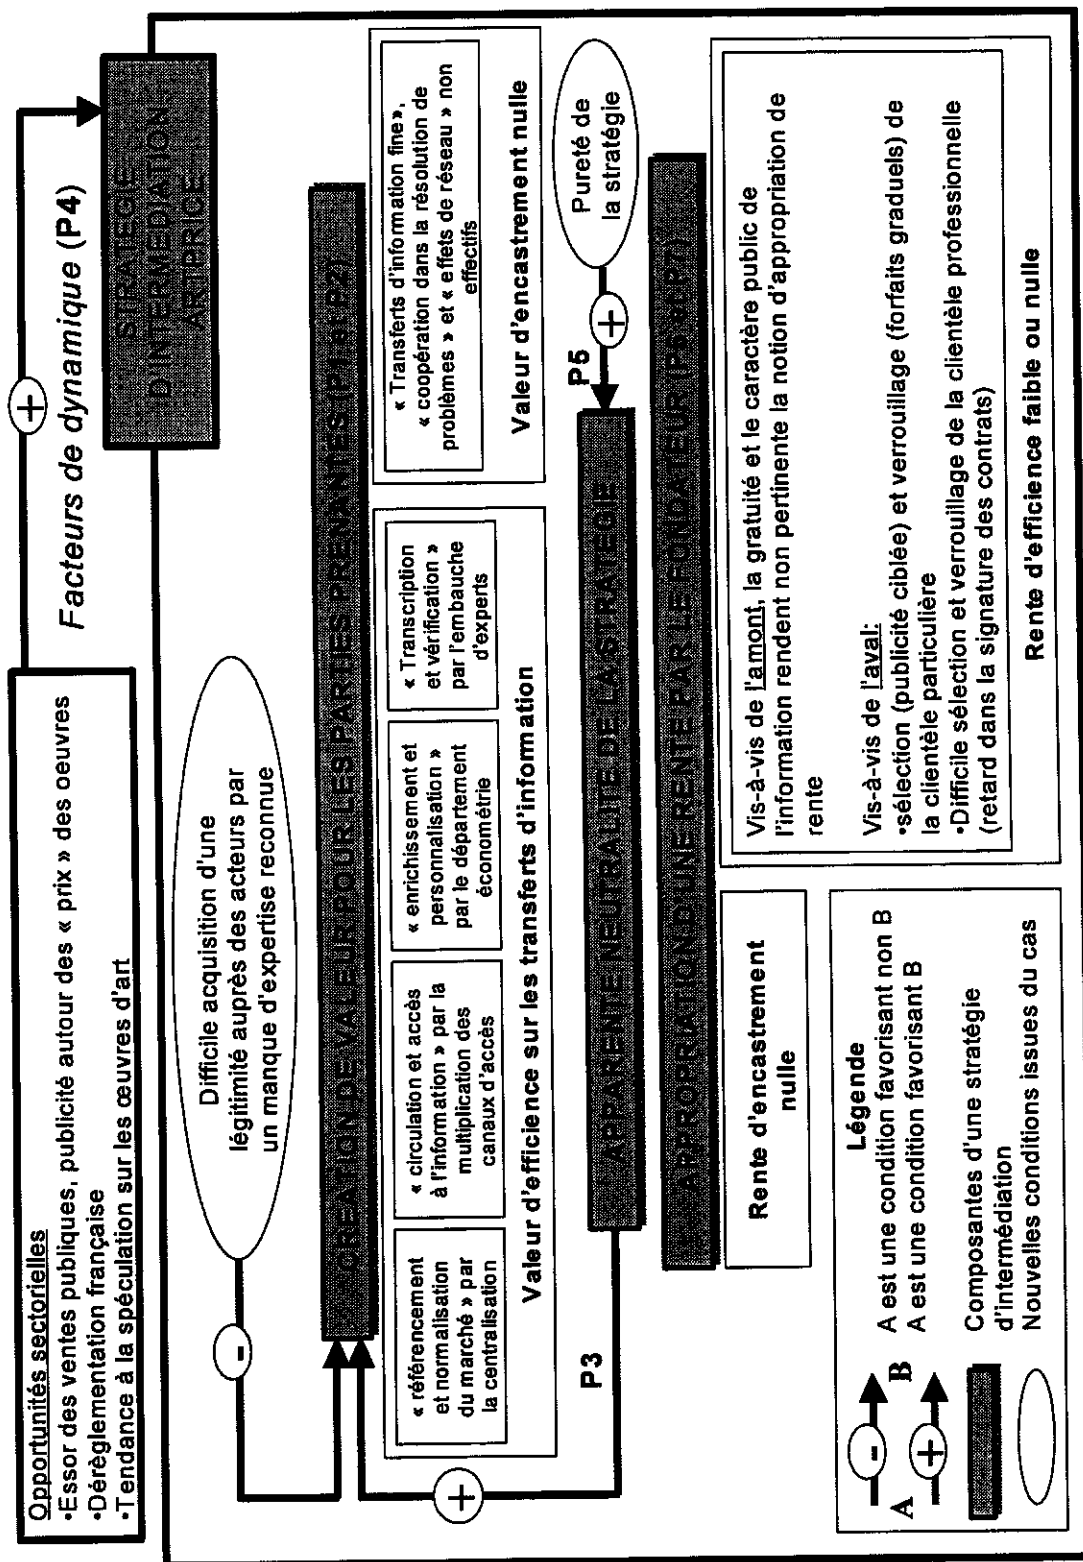 Opportunités sectorielles
•Essor des ventes publiques, publicité autour des « prix » des oeuvres
•Dérèglementation française
•Tendance à la spéculation sur les œuvres d'art
+
Facteurs de dynamique (P4)
STRATEGIE
D'INTERMEDIATION
ARTPRICE
Difficile acquisition d'une
légitimité auprès des acteurs par
un manque d'expertise reconnue
-
CREATION DE VALEUR POUR LES PARTIES PRENANTES (P1 et P2)
« référencement
et normalisation
du marché » par
la centralisation
« circulation et accès
à l'information » par la
multiplication des
canaux d'accès
« enrichissement et
personnalisation »
par le département
économétrie
« Transcription
et vérification »
par l'embauche
d'experts
Valeur d'efficience sur les transferts d'information
« Transferts d'information fine »,
« coopération dans la résolution de
problèmes » et « effets de réseau » non
effectifs
Valeur d'encastrement nulle
+
P3
APPARENTE NEUTRALITE DE LA STRATEGIE
P5
+
Pureté de
la stratégie
APPROPRIATION D'UNE RENTE PAR LE FONDATEUR (P6 et P7)
Rente d'encastrement
nulle
Vis-à-vis de l'amont, la gratuité et le caractère public de
l'information rendent non pertinente la notion d'appropriation de
rente
Vis-à-vis de l'aval:
•sélection (publicité ciblée) et verrouillage (forfaits graduels) de
la clientèle particulière
•Difficile sélection et verrouillage de la clientèle professionnelle
(retard dans la signature des contrats)
Rente d'efficience faible ou nulle
Légende
A - B A est une condition favorisant non B
+ A est une condition favorisant B
Composantes d'une stratégie
d'intermédiation
Nouvelles conditions issues du cas